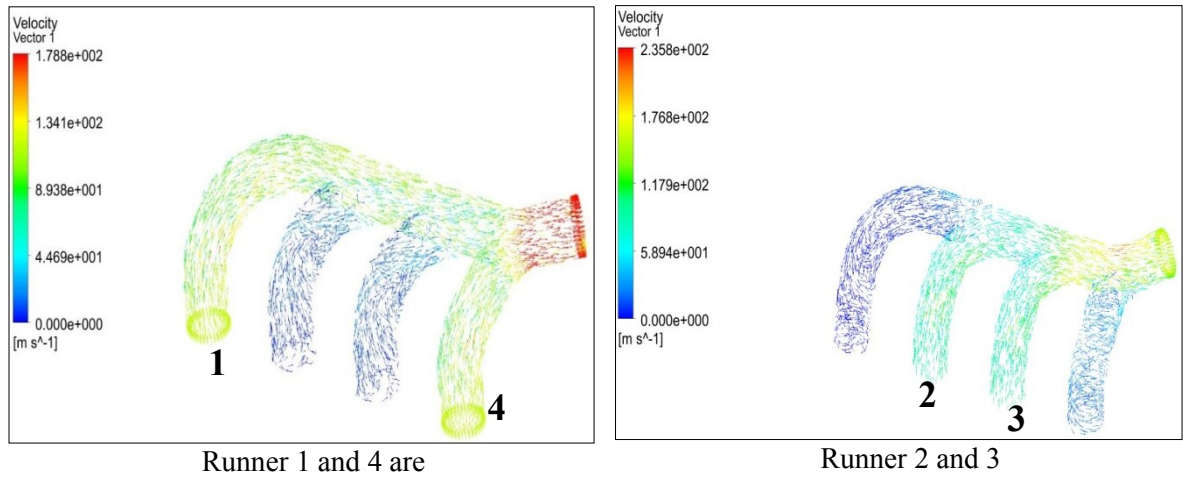 Velocity
Vector 1
1.788e+002
1.341e+002
8.938e+001
4.469e+001
0.000e+000
[m s^-1]
1
4
Runner 1 and 4 are
Velocity
Vector 1
2.358e+002
1.768e+002
1.179e+002
5.894e+001
0.000e+000
[m s^-1]
2
3
Runner 2 and 3